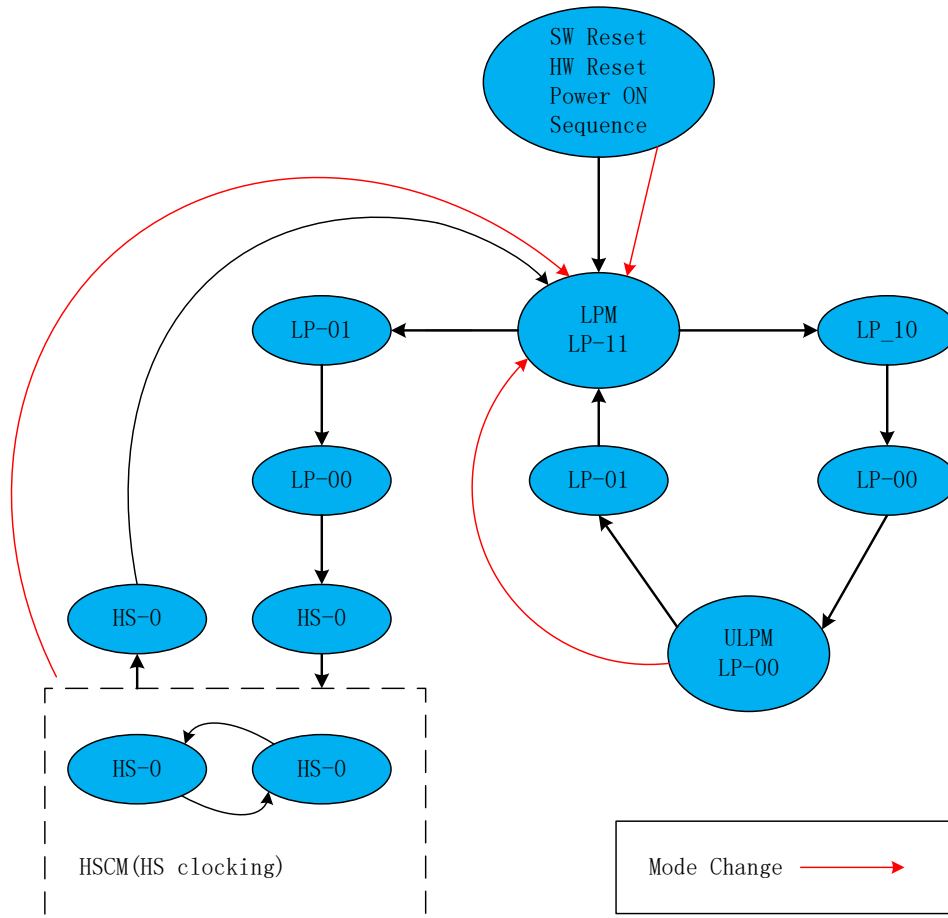 SW Reset
HW Reset
Power ON
Sequence
LP-01
LPM
LP-11
LP_10
LP-00
LP-01
LP-00
HS-0
HS-0
ULPM
LP-00
HS-0
HS-0
HSCM(HS clocking)
Mode Change